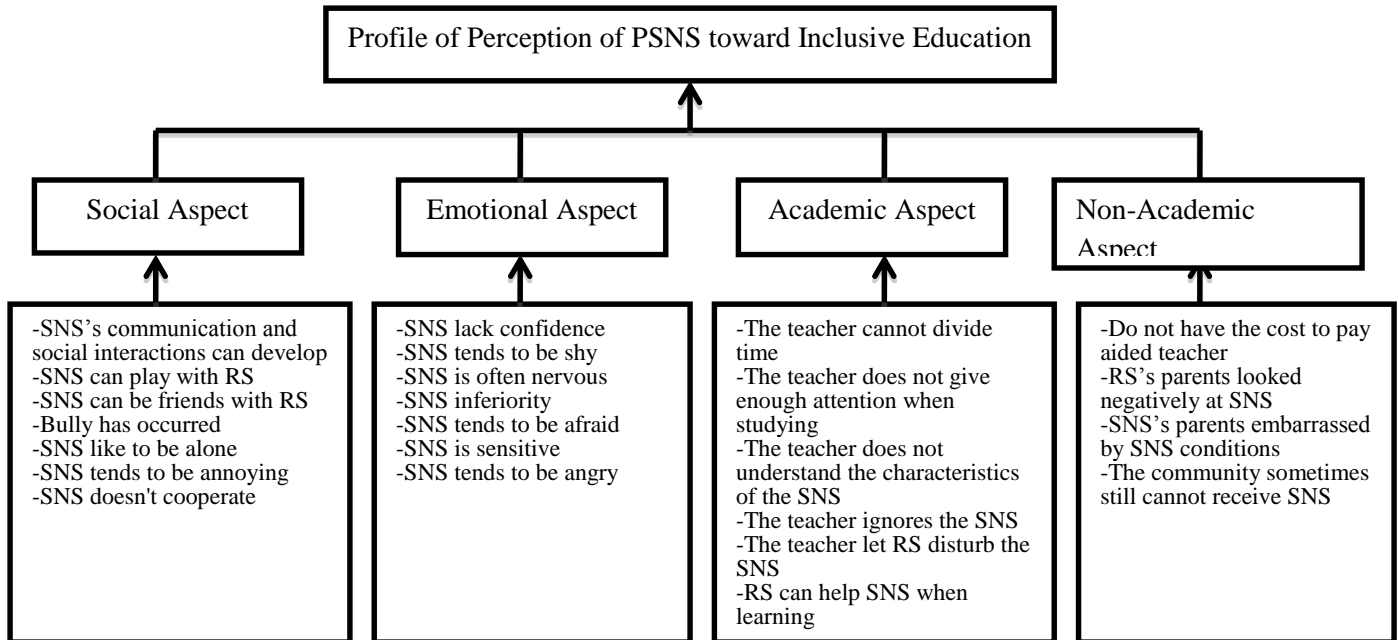 Profile of Perception of PSNS toward Inclusive Education
Social Aspect
Emotional Aspect
Academic Aspect
Non-Academic
Aspect
-SNS's communication and
social interactions can develop
-SNS can play with RS
-SNS can be friends with RS
-Bully has occurred
-SNS like to be alone
-SNS tends to be annoying
-SNS doesn't cooperate
-SNS lack confidence
-SNS tends to be shy
-SNS is often nervous
-SNS inferiority
-SNS tends to be afraid
-SNS is sensitive
-SNS tends to be angry
-The teacher cannot divide
time
-The teacher does not give
enough attention when
studying
-The teacher does not
understand the characteristics
of the SNS
-The teacher ignores the SNS
-The teacher let RS disturb the
SNS
-RS can help SNS when
learning
-Do not have the cost to pay
aided teacher
-RS's parents looked
negatively at SNS
-SNS's parents embarrassed
by SNS conditions
-The community sometimes
still cannot receive SNS